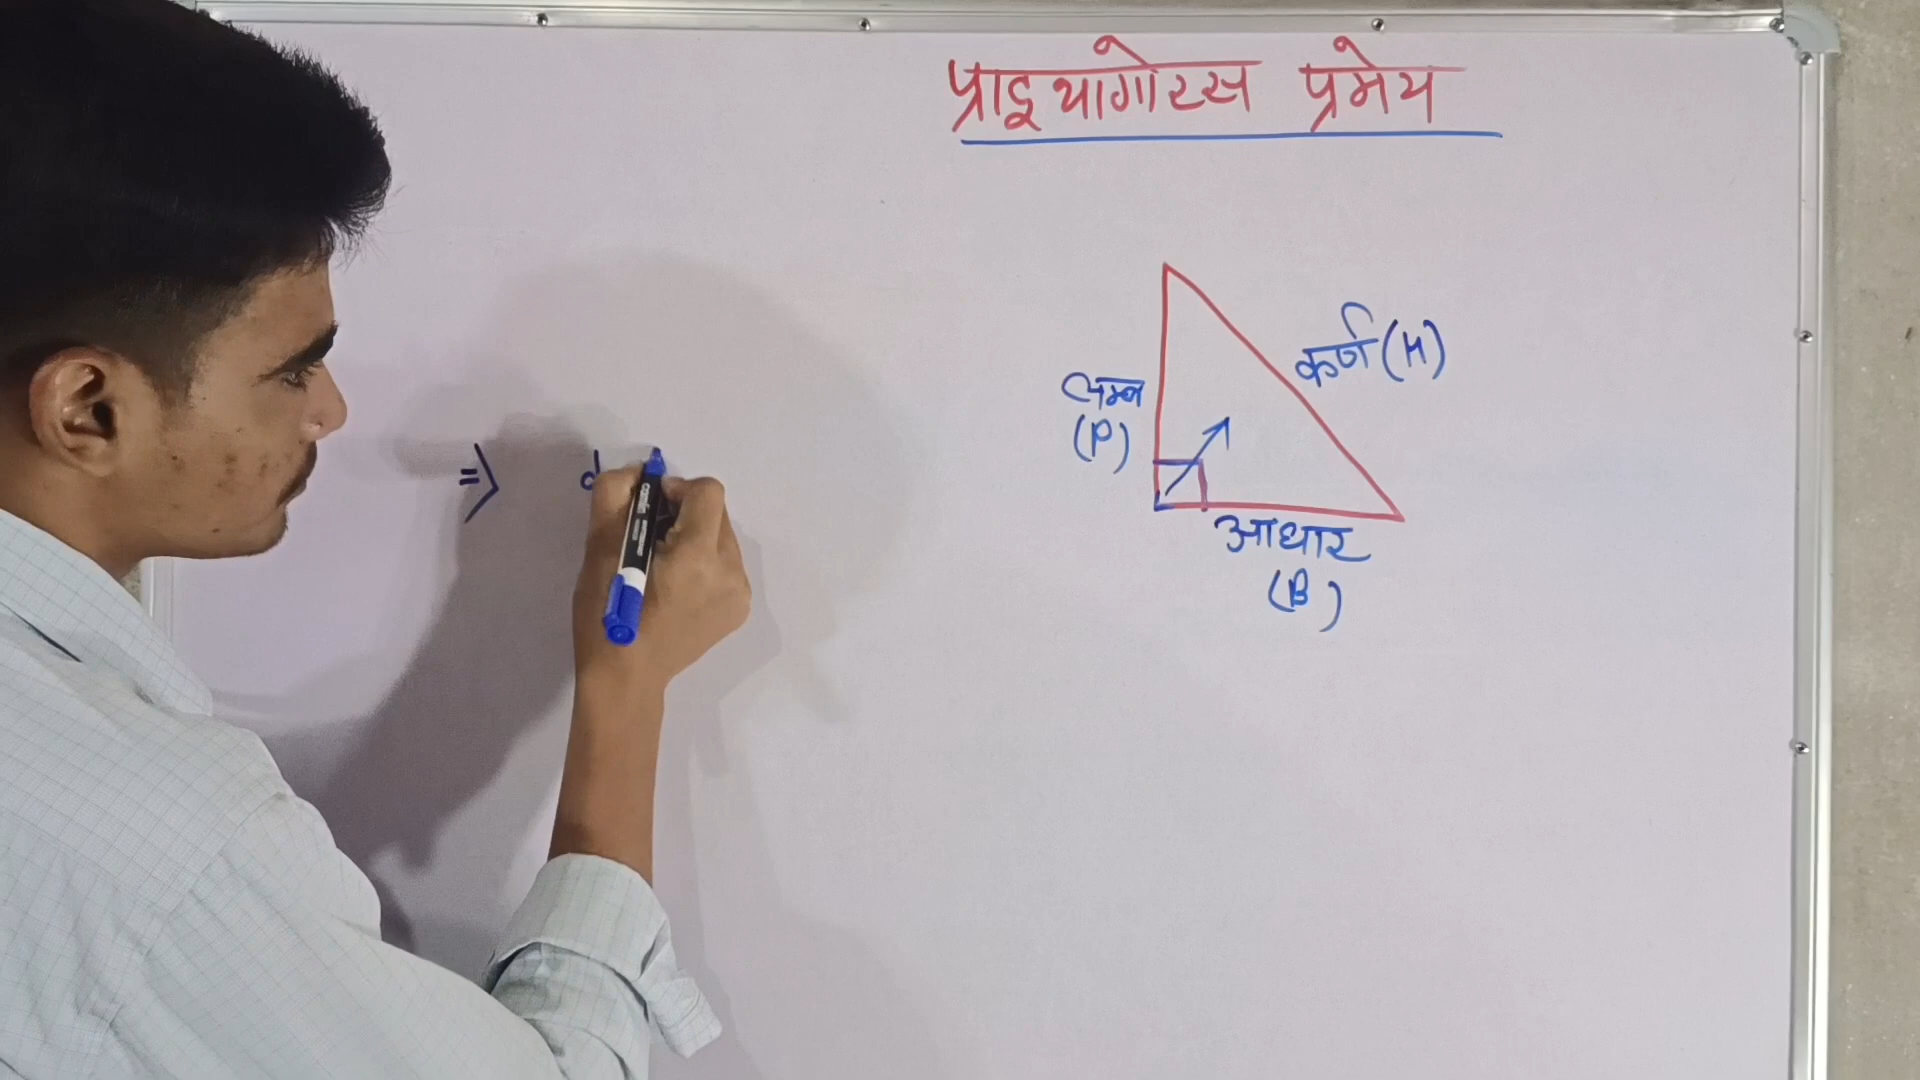 प्राइथागोरस प्रमेय
कर्ण (H)
लम्ब
(P)
=>
आधार
(B)